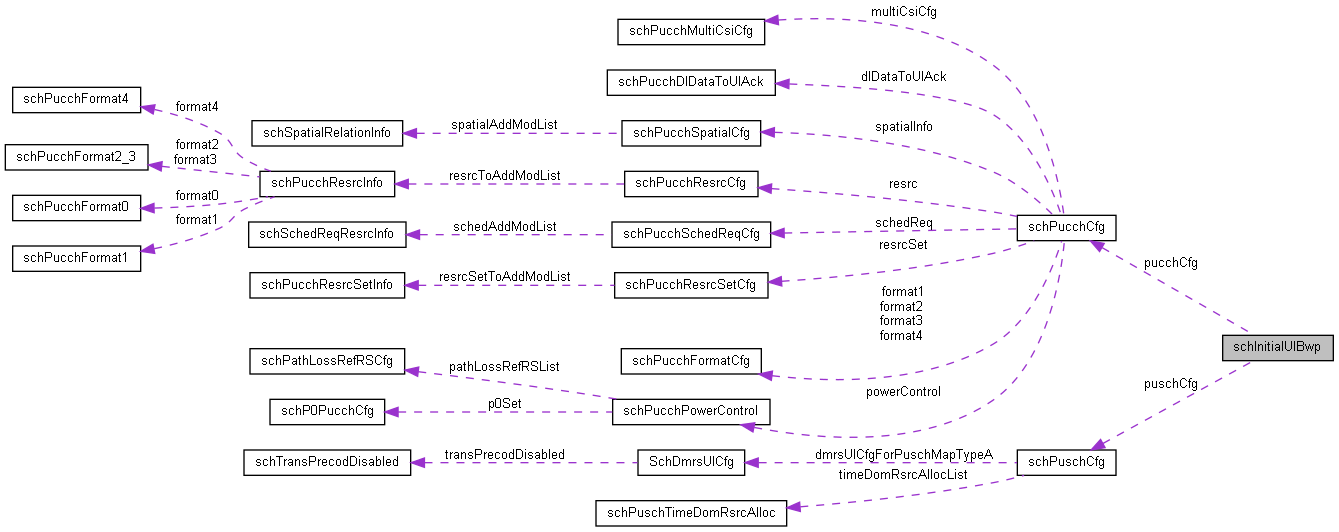 multiCsiCfg
schPucchMultiCsiCfg
dlDataToUlAck
schPucchDlDataToUlAck
schPucchFormat4
format4
schSpatialRelationInfo
spatialAddModList
schPucchSpatialCfg
spatialInfo
format2
format3
schPucchFormat2_3
schPucchResrcInfo
resrcToAddModList
schPucchResrcCfg
resrc
schPucchFormat0
format0
format1
schPucchFormat1
schSchedReqResrcInfo
schedAddModList
schPucchSchedReqCfg
schedReq
schPucchCfg
resrcSet
schPucchResrcSetInfo
resrcSetToAddModList
schPucchResrcSetCfg
pucchCfg
format1
format2
format3
format4
schInitialUlBwp
schPathLossRefRSCfg
pathLossRefRSList
schPucchFormatCfg
puschCfg
powerControl
schP0PucchCfg
p0Set
schPucchPowerControl
schTransPrecodDisabled
transPrecodDisabled
SchDmrsUlCfg
dmrsUlCfgForPuschMapTypeA
schPuschCfg
timeDomRsrcAllocList
schPuschTimeDomRsrcAlloc